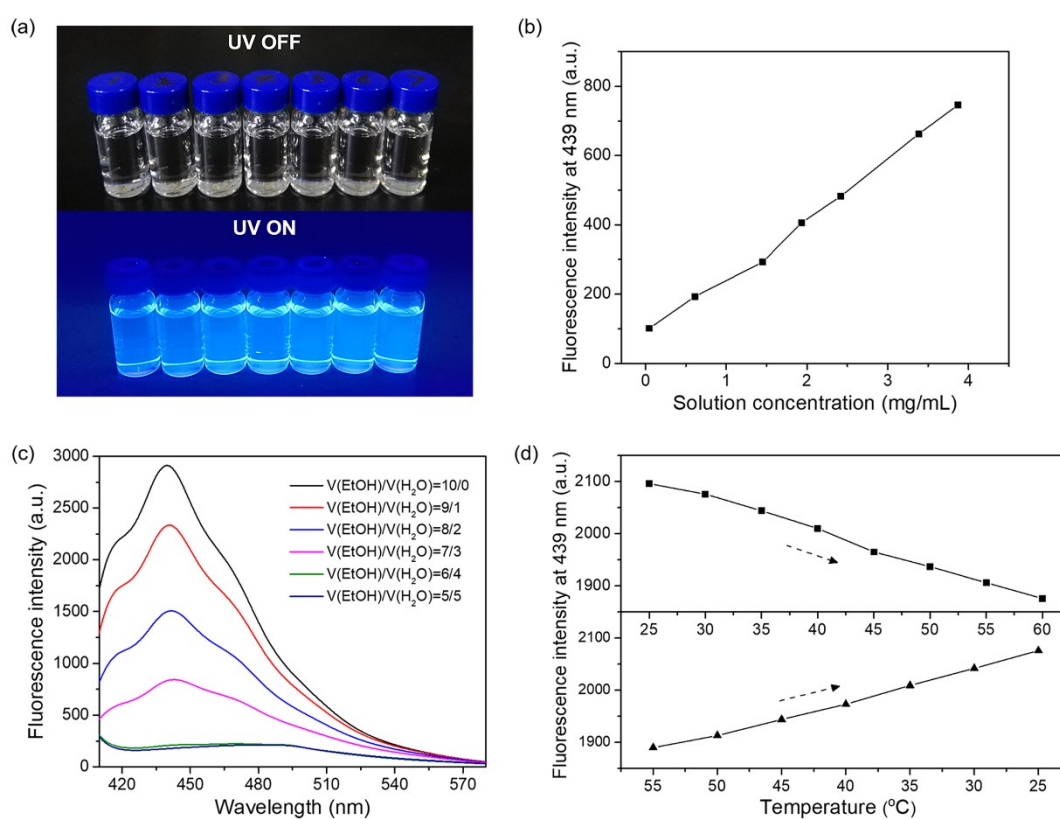 (a)
UV OFF
UV ON
(b)
Fluorescence intensity at 439 nm (a.u.)
800
600
400
200
0
0 1 2 3 4
Solution concentration (mg/mL)
(c)
Fluorescence intensity (a.u.)
3000
2500
2000
1500
1000
500
0
V(EtOH)/V(H₂O)=10/0
V(EtOH)/V(H₂O)=9/1
V(EtOH)/V(H₂O)=8/2
V(EtOH)/V(H₂O)=7/3
V(EtOH)/V(H₂O)=6/4
V(EtOH)/V(H₂O)=5/5
420 450 480 510 540 570
Wavelength (nm)
(d)
Fluorescence intensity at 439 nm (a.u.)
2100
2000
1900
25 30 35 40 45 50 55 60
2100
2000
1900
55 50 45 40 35 30 25
Temperature (°C)